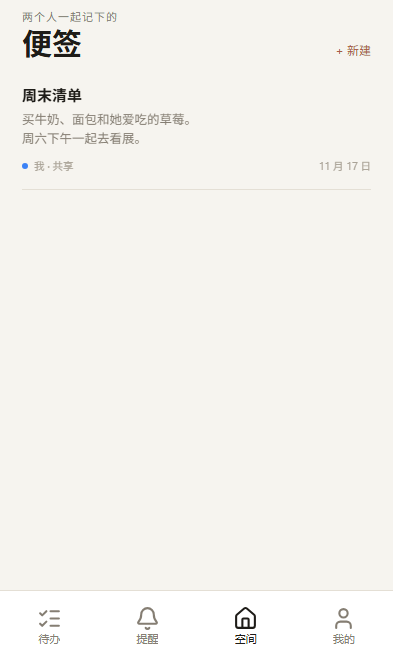 两个人一起记下的
便签
+ 新建
周末清单
买牛奶、面包和她爱吃的草莓。
周六下午一起去看展。
我 · 共享
11 月 17 日
待办
提醒
空间
我的